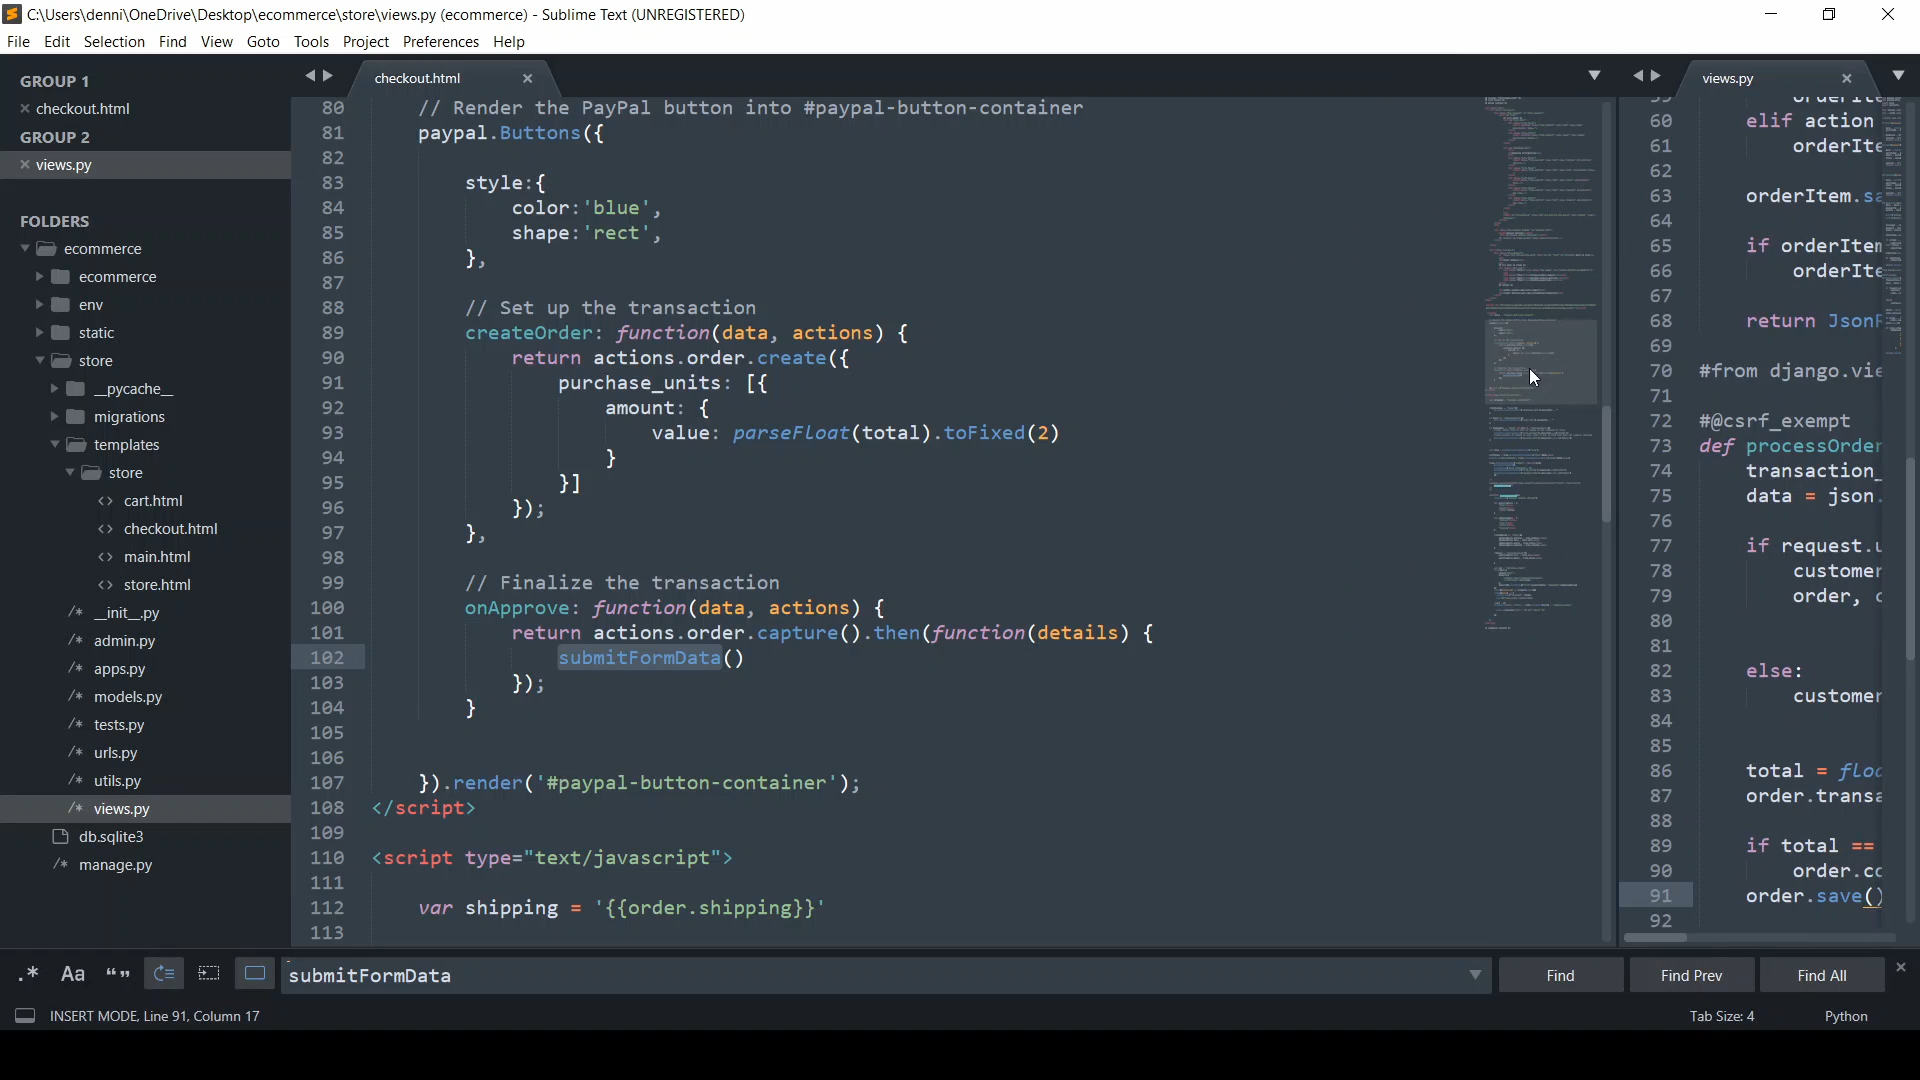 C:\Users\denni\OneDrive\Desktop\ecommerce\store\views.py (ecommerce) - Sublime Text (UNREGISTERED)
File Edit Selection Find View Goto Tools Project Preferences Help
GROUP 1
checkout.html
GROUP 2
views.py
FOLDERS
ecommerce
ecommerce
env
static
store
__pycache__
migrations
templates
store
<> cart.html
<> checkout.html
<> main.html
<> store.html
/* __init__.py
/* admin.py
/* apps.py
/* models.py
/* tests.py
/* urls.py
/* utils.py
/* views.py
db.sqlite3
/* manage.py
checkout.html
80 // Render the PayPal button into #paypal-button-container
81 paypal.Buttons({
82
83 style:{
84 color:'blue',
85 shape:'rect',
86 },
87
88 // Set up the transaction
89 createOrder: function(data, actions) {
90 return actions.order.create({
91 purchase_units: [{
92 amount: {
93 value: parseFloat(total).toFixed(2)
94 }
95 }]
96 });
97 },
98
99 // Finalize the transaction
100 onApprove: function(data, actions) {
101 return actions.order.capture().then(function(details) {
102 submitFormData()
103 });
104 }
105
106
107 }).render('#paypal-button-container');
108 </script>
109
110 <script type="text/javascript">
111
112 var shipping = '{{order.shipping}}'
113
views.py
60 elif action
61 orderIte
62
63 orderItem.sa
64
65 if orderItem
66 orderIte
67
68 return JsonR
69
70 #from django.vie
71
72 #@csrf_exempt
73 def processOrder
74 transaction_
75 data = json.
76
77 if request.u
78 customer
79 order, c
80
81
82 else:
83 customer
84
85
86 total = floa
87 order.transa
88
89 if total ==
90 order.co
91 order.save()
92
.* Aa “” submitFormData Find Find Prev Find All
INSERT MODE, Line 91, Column 17 Tab Size: 4 Python